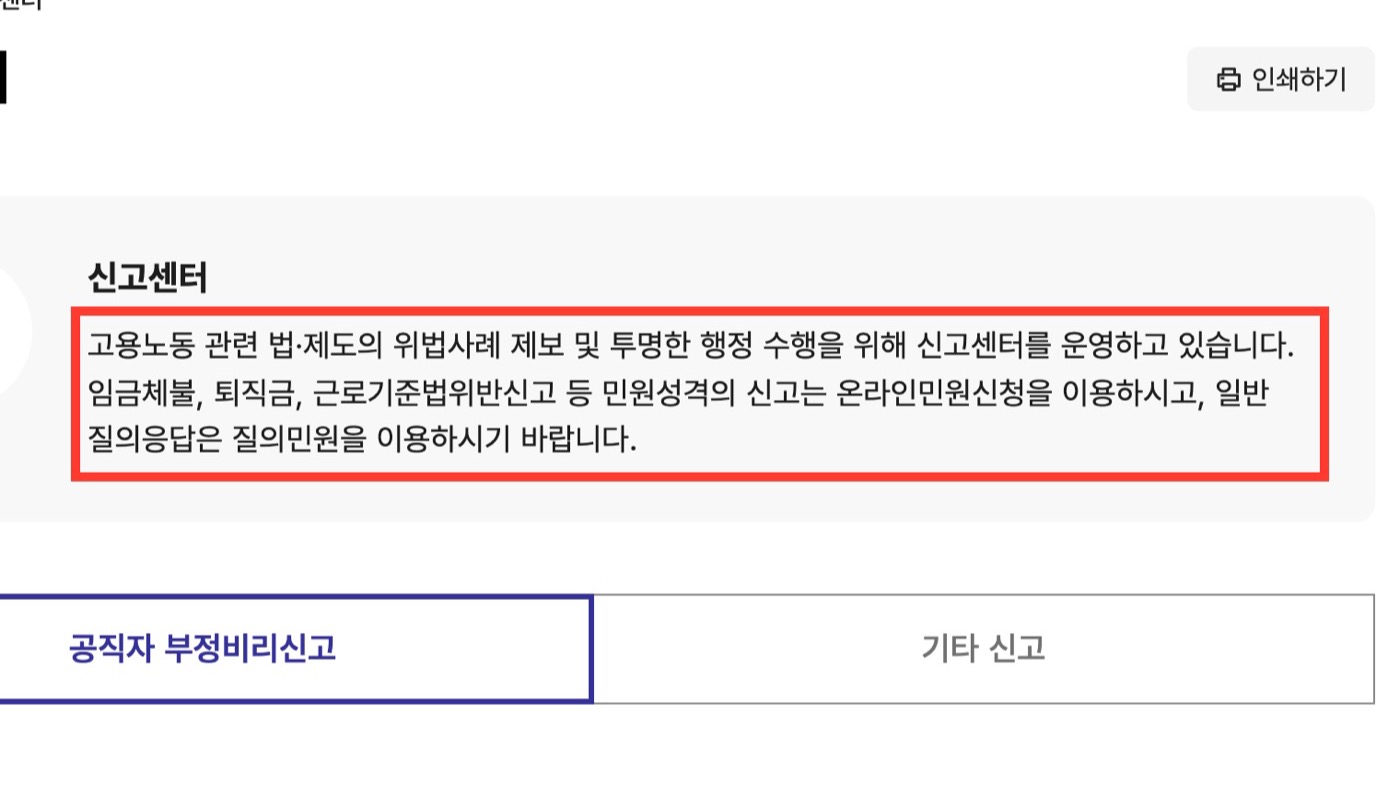 센터
인쇄하기
신고센터
고용노동 관련 법·제도의 위법사례 제보 및 투명한 행정 수행을 위해 신고센터를 운영하고 있습니다.
임금체불, 퇴직금, 근로기준법위반신고 등 민원성격의 신고는 온라인민원신청을 이용하시고, 일반
질의응답은 질의민원을 이용하시기 바랍니다.
공직자 부정비리신고
기타 신고